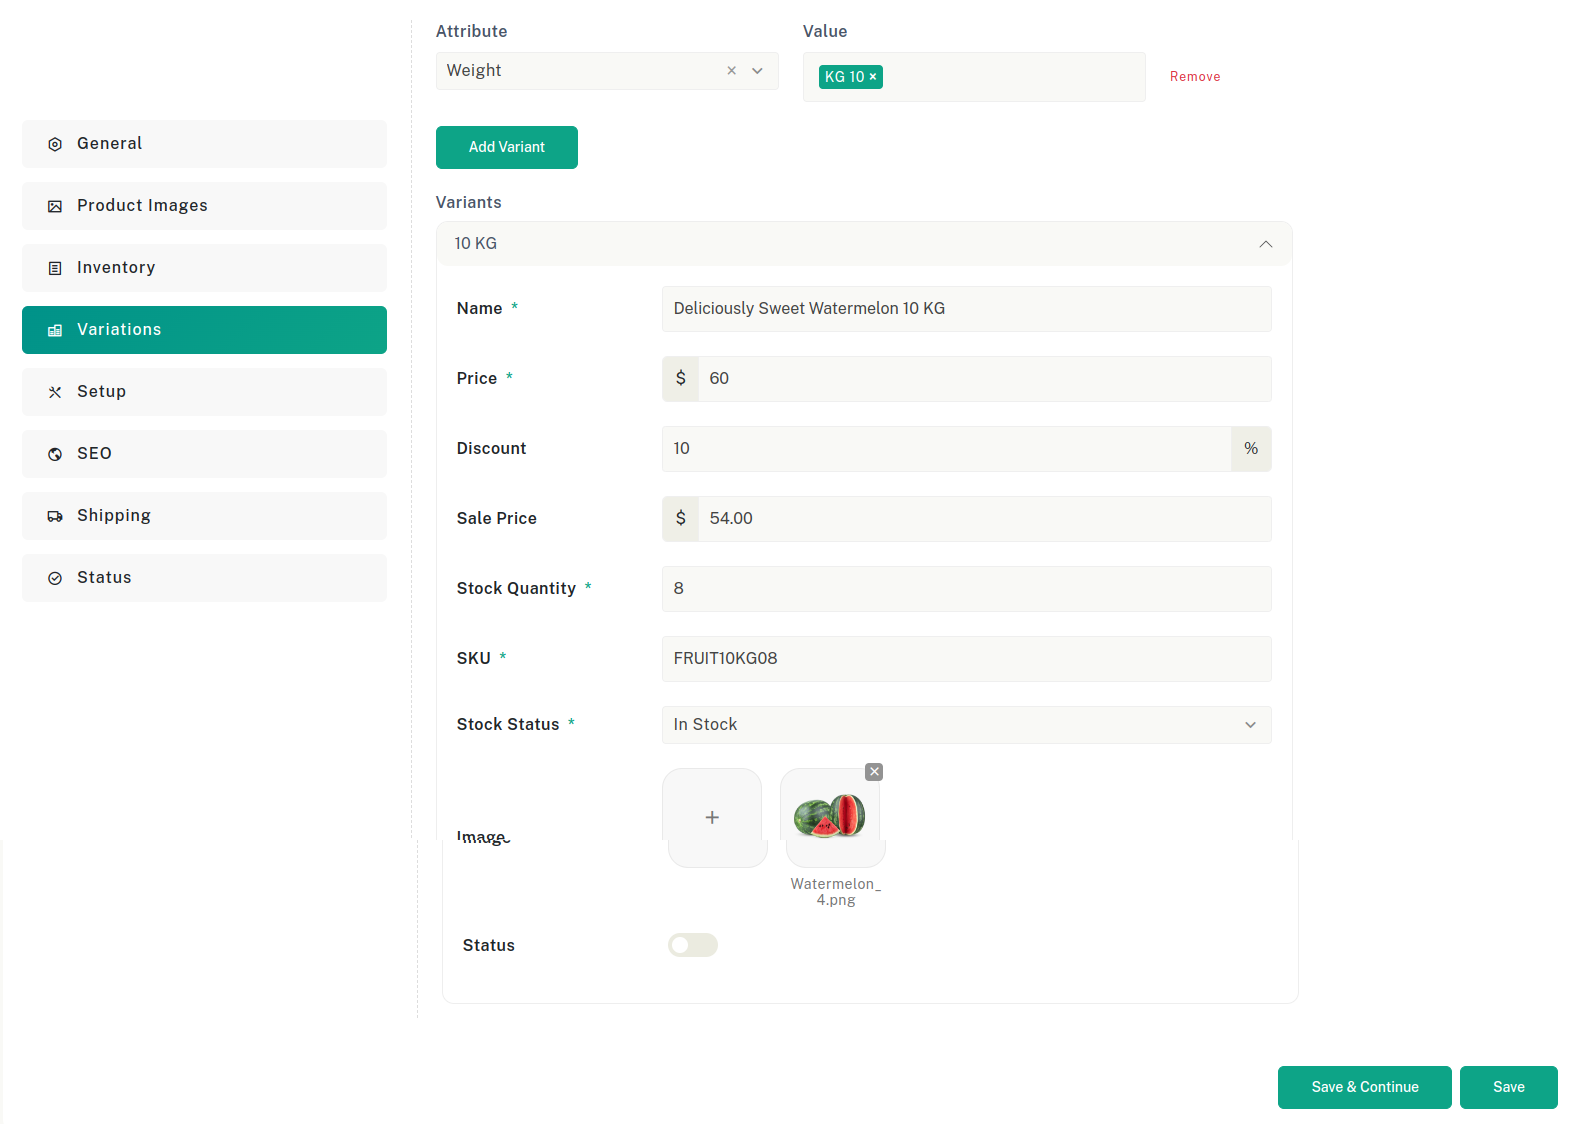 Attribute
Value
Weight
KG 10 ×
Remove
Add Variant
General
Product Images
Inventory
Variations
Setup
SEO
Shipping
Status
Variants
10 KG
Name *
Deliciously Sweet Watermelon 10 KG
Price *
$ 60
Discount
10 %
Sale Price
$ 54.00
Stock Quantity *
8
SKU *
FRUIT10KG08
Stock Status *
In Stock
Image
Watermelon_
4.png
Status
Save & Continue
Save